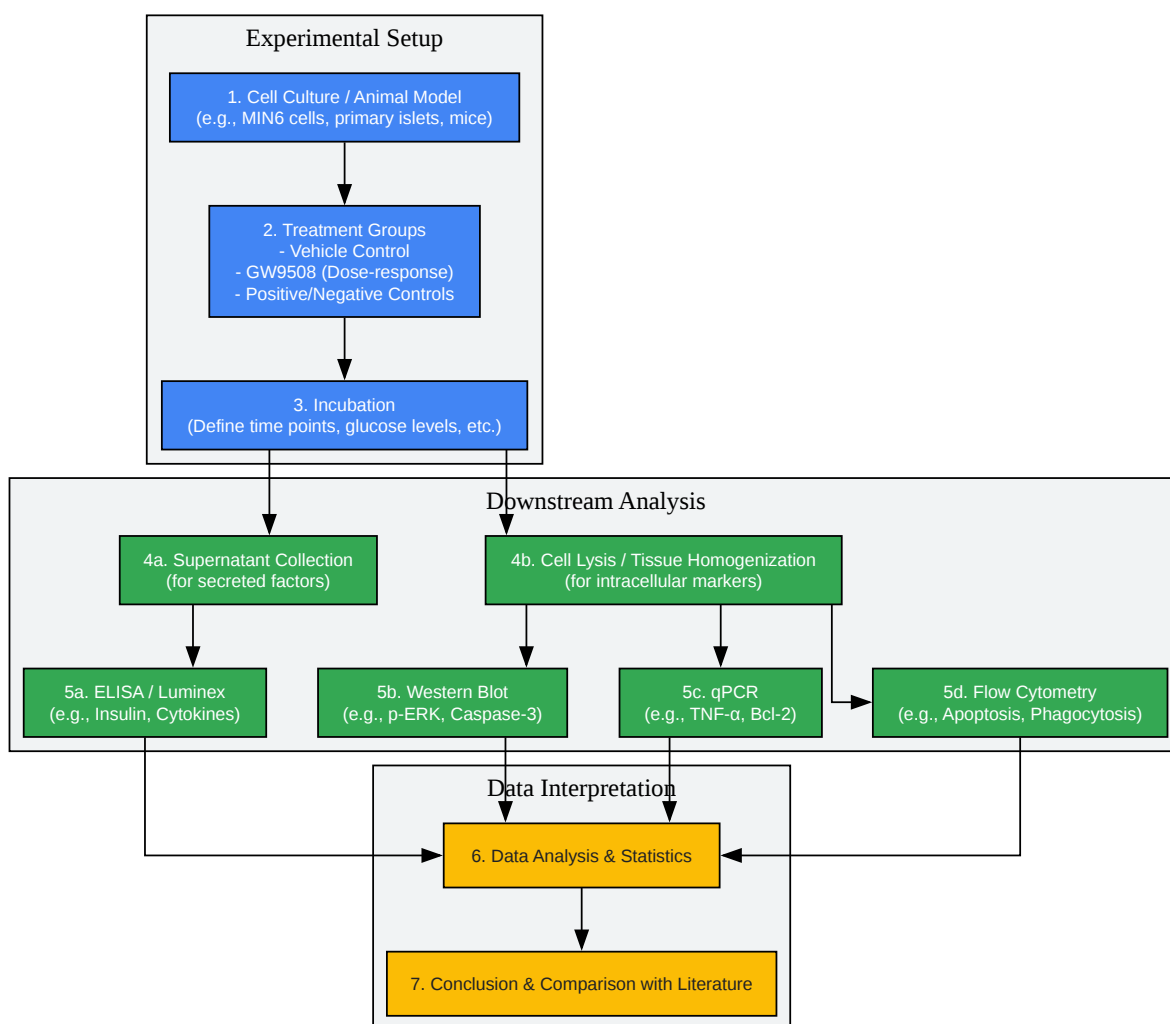 Experimental Setup
1. Cell Culture / Animal Model
(e.g., MIN6 cells, primary islets, mice)
2. Treatment Groups
- Vehicle Control
- GW9508 (Dose-response)
- Positive/Negative Controls
3. Incubation
(Define time points, glucose levels, etc.)
Downstream Analysis
4a. Supernatant Collection
(for secreted factors)
4b. Cell Lysis / Tissue Homogenization
(for intracellular markers)
5a. ELISA / Luminex
(e.g., Insulin, Cytokines)
5b. Western Blot
(e.g., p-ERK, Caspase-3)
5c. qPCR
(e.g., TNF-α, Bcl-2)
5d. Flow Cytometry
(e.g., Apoptosis, Phagocytosis)
Data Interpretation
6. Data Analysis & Statistics
7. Conclusion & Comparison with Literature